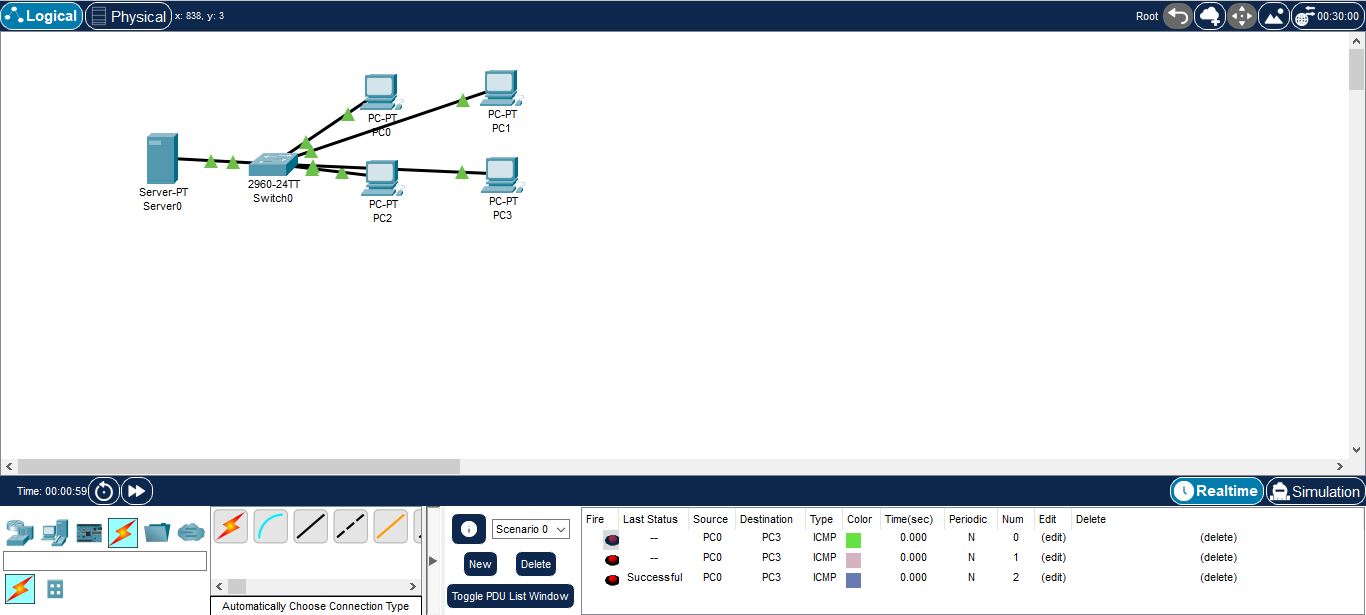 Logical Physical x: 838, y: 3 Root 00:30:00
PC-PT
PC0
PC-PT
PC1
Server-PT
Server0
2960-24TT
Switch0
PC-PT
PC2
PC-PT
PC3
Time: 00:00:59 Realtime Simulation
Scenario 0
New Delete
Toggle PDU List Window
Automatically Choose Connection Type
Fire Last Status Source Destination Type Color Time(sec) Periodic Num Edit Delete
-- PC0 PC3 ICMP 0.000 N 0 (edit) (delete)
-- PC0 PC3 ICMP 0.000 N 1 (edit) (delete)
Successful PC0 PC3 ICMP 0.000 N 2 (edit) (delete)